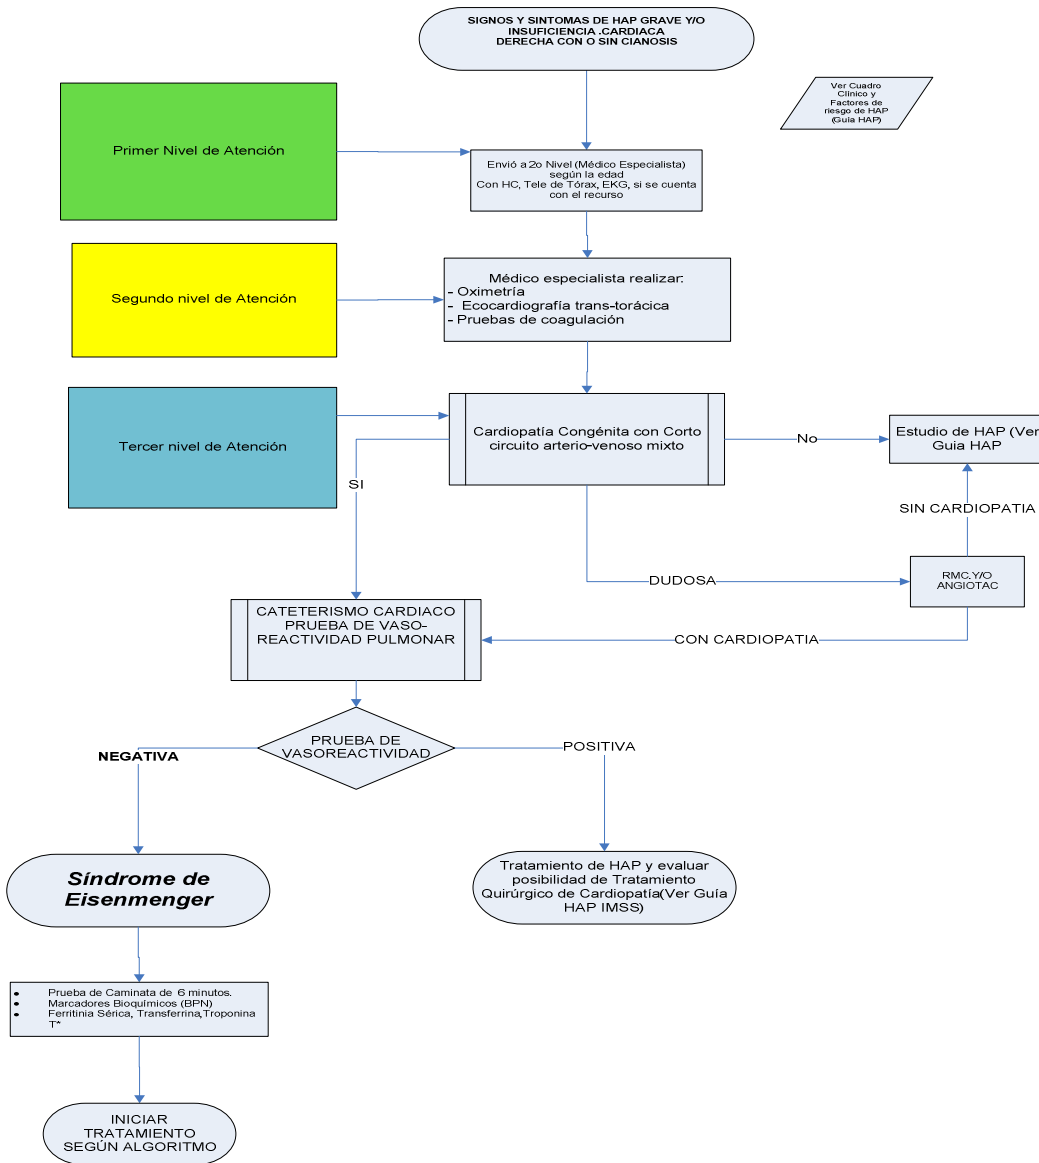 SIGNOS Y SINTOMAS DE HAP GRAVE Y/O
INSUFICIENCIA .CARDIACA
DERECHA CON O SIN CIANOSIS
Ver Cuadro
Clínico y
Factores de
riesgo de HAP
(Guía HAP)
Primer Nivel de Atención
Envió a 2o Nivel (Médico Especialista)
según la edad
Con HC, Tele de Tórax, EKG, si se cuenta
con el recurso
Segundo nivel de Atención
Médico especialista realizar:
- Oximetría
- Ecocardiografía trans-torácica
- Pruebas de coagulación
Tercer nivel de Atención
Cardiopatía Congénita con Corto
circuito arterio-venoso mixto
No
Estudio de HAP (Ver
Guia HAP
SI
SIN CARDIOPATIA
DUDOSA
RMC.Y/O
ANGIOTAC
CATETERISMO CARDIACO
PRUEBA DE VASO-
REACTIVIDAD PULMONAR
CON CARDIOPATIA
PRUEBA DE
VASOREACTIVIDAD
NEGATIVA
POSITIVA
Síndrome de
Eisenmenger
Tratamiento de HAP y evaluar
posibilidad de Tratamiento
Quirúrgico de Cardiopatía(Ver Guía
HAP IMSS)
• Prueba de Caminata de 6 minutos.
• Marcadores Bioquímicos (BPN)
• Ferritinia Sérica, Transferrina,Troponina
T*
INICIAR
TRATAMIENTO
SEGÚN ALGORITMO